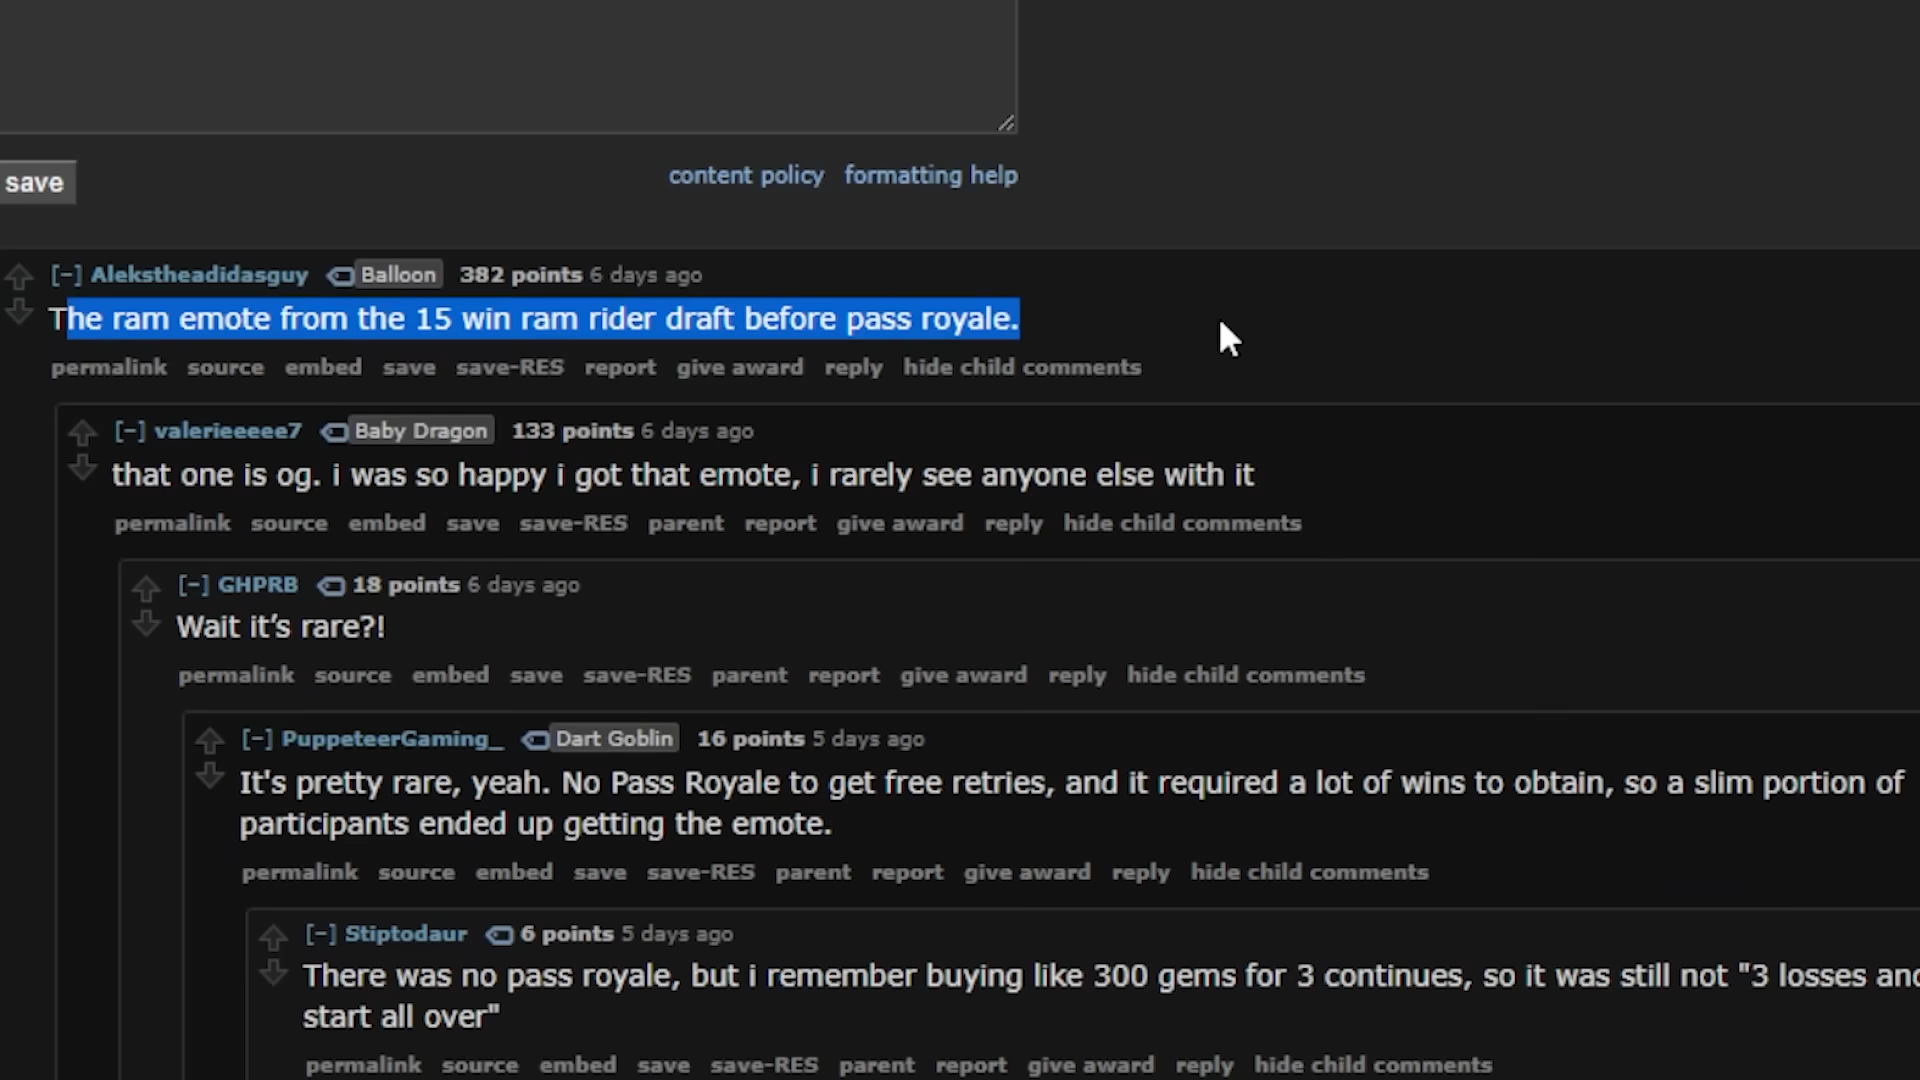 save
content policy formatting help
[−] Alekstheadidasguy Balloon 382 points 6 days ago
The ram emote from the 15 win ram rider draft before pass royale.
permalink source embed save save-RES report give award reply hide child comments
[−] valerieeeee7 Baby Dragon 133 points 6 days ago
that one is og. i was so happy i got that emote, i rarely see anyone else with it
permalink source embed save save-RES parent report give award reply hide child comments
[−] GHPRB 18 points 6 days ago
Wait it’s rare?!
permalink source embed save save-RES parent report give award reply hide child comments
[−] PuppeteerGaming_ Dart Goblin 16 points 5 days ago
It's pretty rare, yeah. No Pass Royale to get free retries, and it required a lot of wins to obtain, so a slim portion of
participants ended up getting the emote.
permalink source embed save save-RES parent report give award reply hide child comments
[−] Stiptodaur 6 points 5 days ago
There was no pass royale, but i remember buying like 300 gems for 3 continues, so it was still not "3 losses and
start all over"
permalink source embed save save-RES parent report give award reply hide child comments